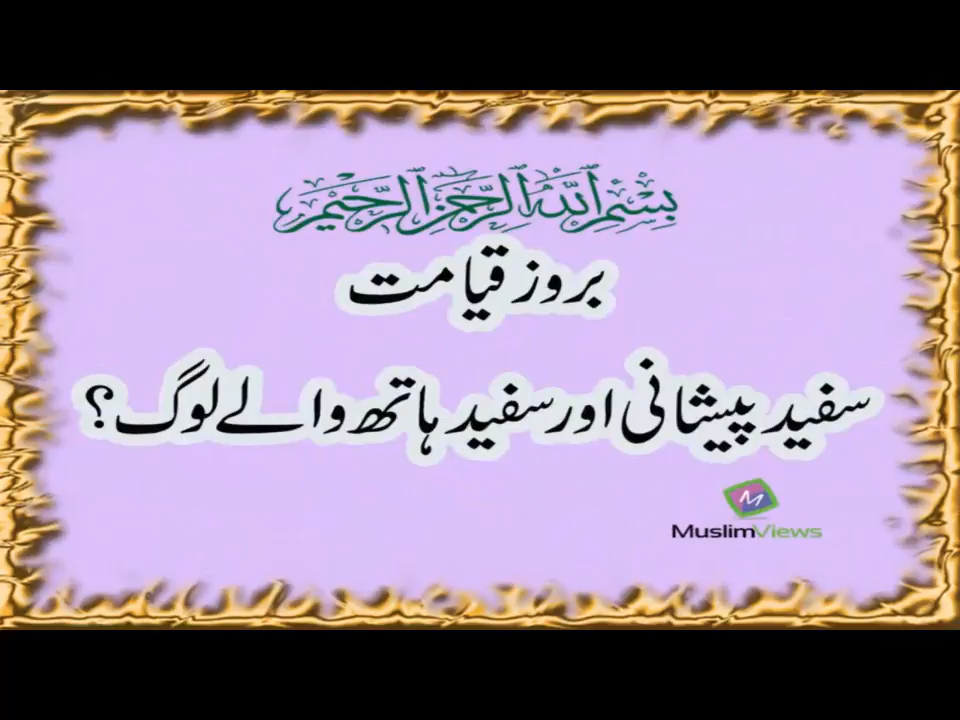 بسم اللہ الرحمن الرحیم
بروز قیامت
سفید پیشانی اور سفید ہاتھ والے لوگ؟
M
MuslimViews